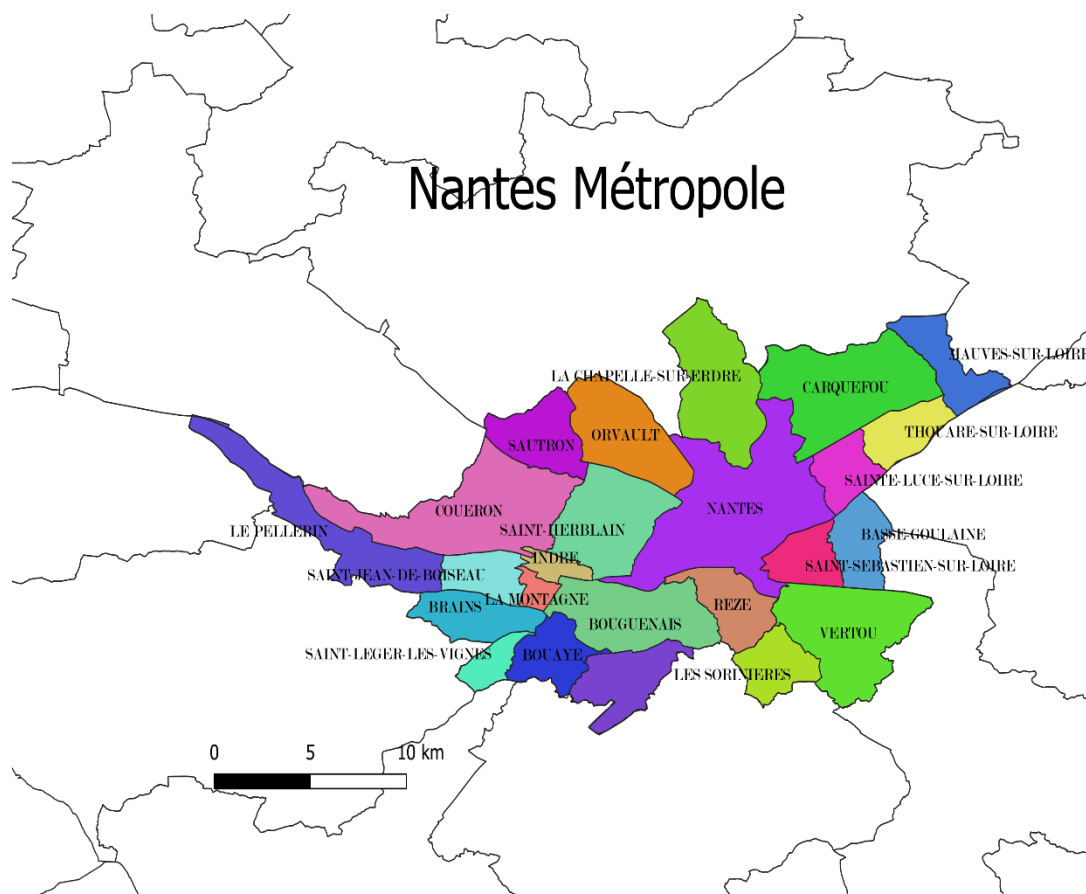 Nantes Métropole
MAUVES-SUR-LOIRE
LA CHAPELLE-SUR-ERDRE
CARQUEFOU
THOUARE-SUR-LOIRE
ORVAULT
SAUTRON
SAINTE-LUCE-SUR-LOIRE
NANTES
COUERON
SAINT-HERBLAIN
LE PELLERIN
BASSE-GOULAINE
INDRE
SAINT-SEBASTIEN-SUR-LOIRE
SAINT-JEAN-DE-BOISEAU
LA MONTAGNE
REZE
BRAINS
BOUGUENAIS
VERTOU
SAINT-LEGER-LES-VIGNES
BOUAYE
LES SORINIERES
0 5 10 km